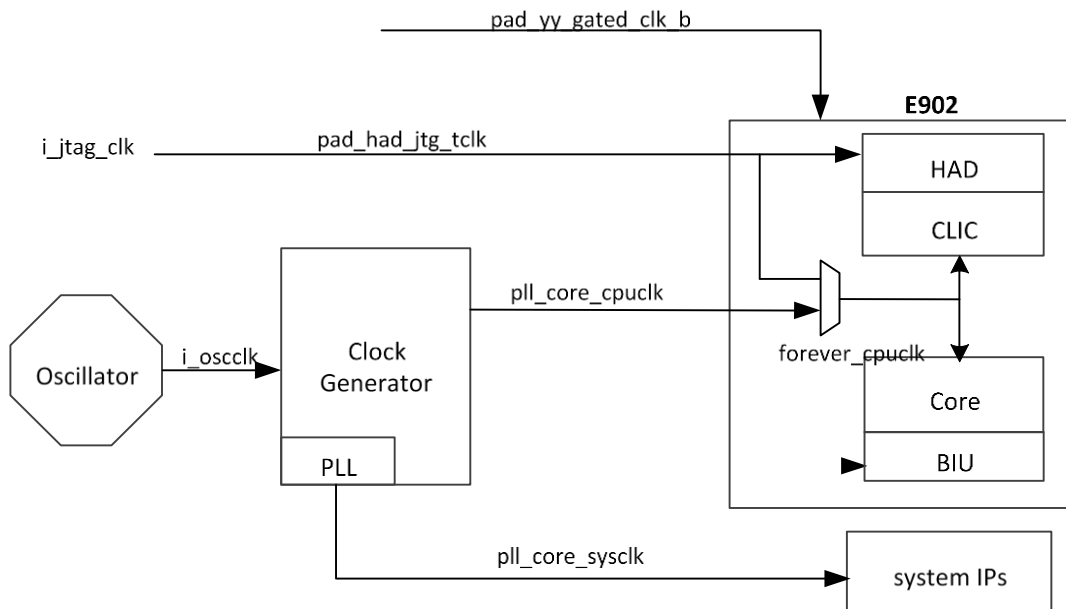 pad_yy_gated_clk_b
E902
i_jtag_clk
pad_had_jtg_tclk
HAD
CLIC
pll_core_cpuclk
forever_cpuclk
Oscillator
i_oscclk
Clock
Generator
PLL
Core
BIU
pll_core_sysclk
system IPs